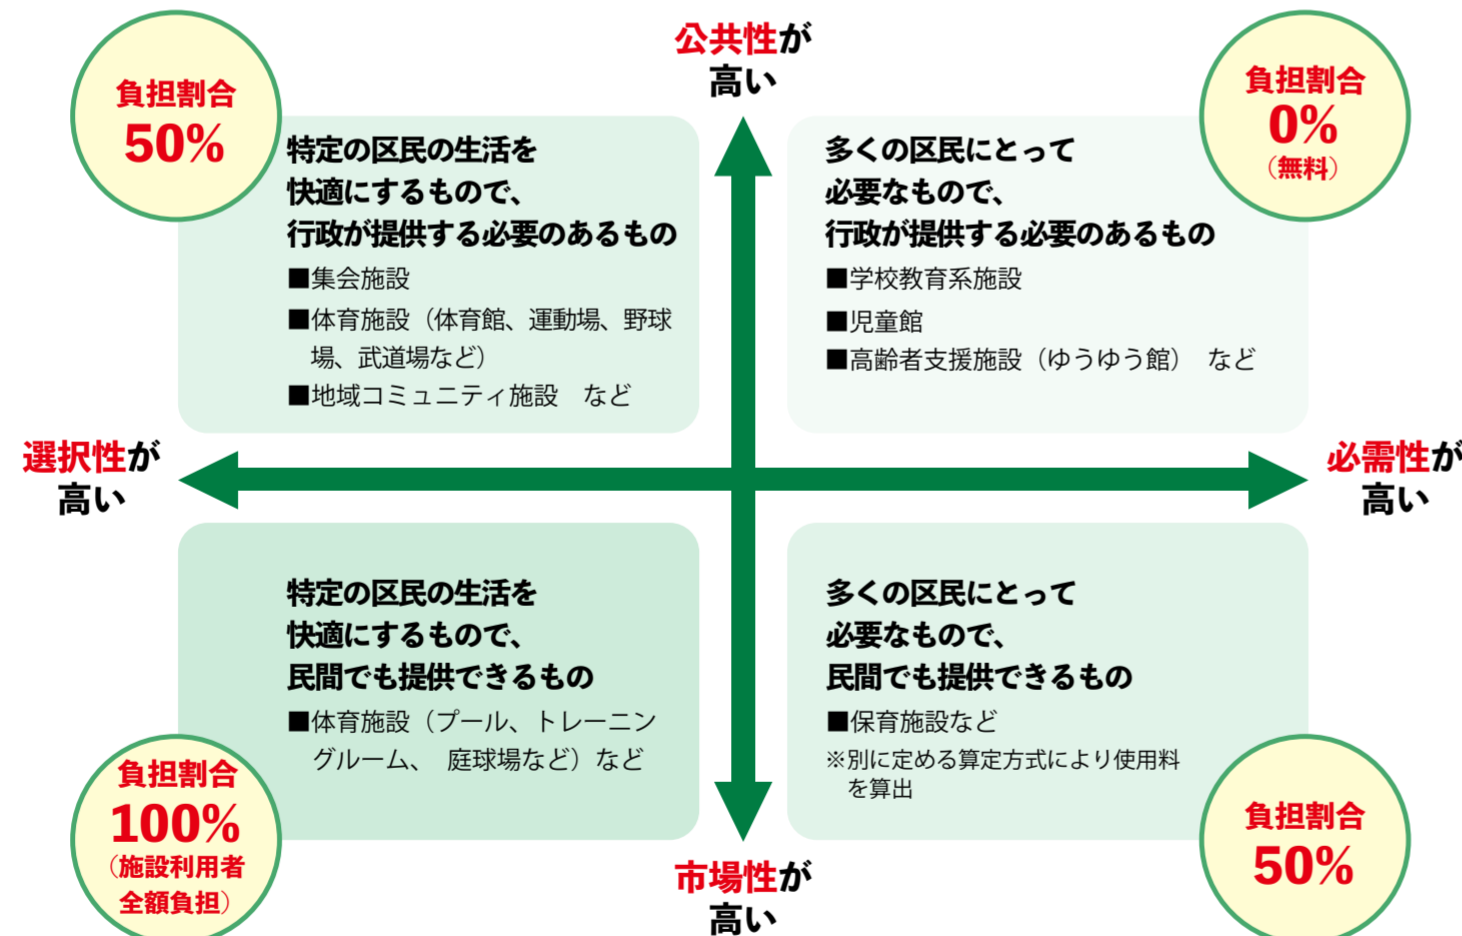 公共性が
高い
負担割合
50%
特定の区民の生活を
快適にするもので、
行政が提供する必要のあるもの
■集会施設
■体育施設（体育館、運動場、野球
場、武道場など）
■地域コミュニティ施設　など
負担割合
0%
（無料）
多くの区民にとって
必要なもので、
行政が提供する必要のあるもの
■学校教育系施設
■児童館
■高齢者支援施設（ゆうゆう館）　など
選択性が
高い
必需性が
高い
特定の区民の生活を
快適にするもので、
民間でも提供できるもの
■体育施設（プール、トレーニン
グルーム、　庭球場など）など
負担割合
100%
（施設利用者
全額負担）
多くの区民にとって
必要なもので、
民間でも提供できるもの
■保育施設など
※別に定める算定方式により使用料
を算出
負担割合
50%
市場性が
高い